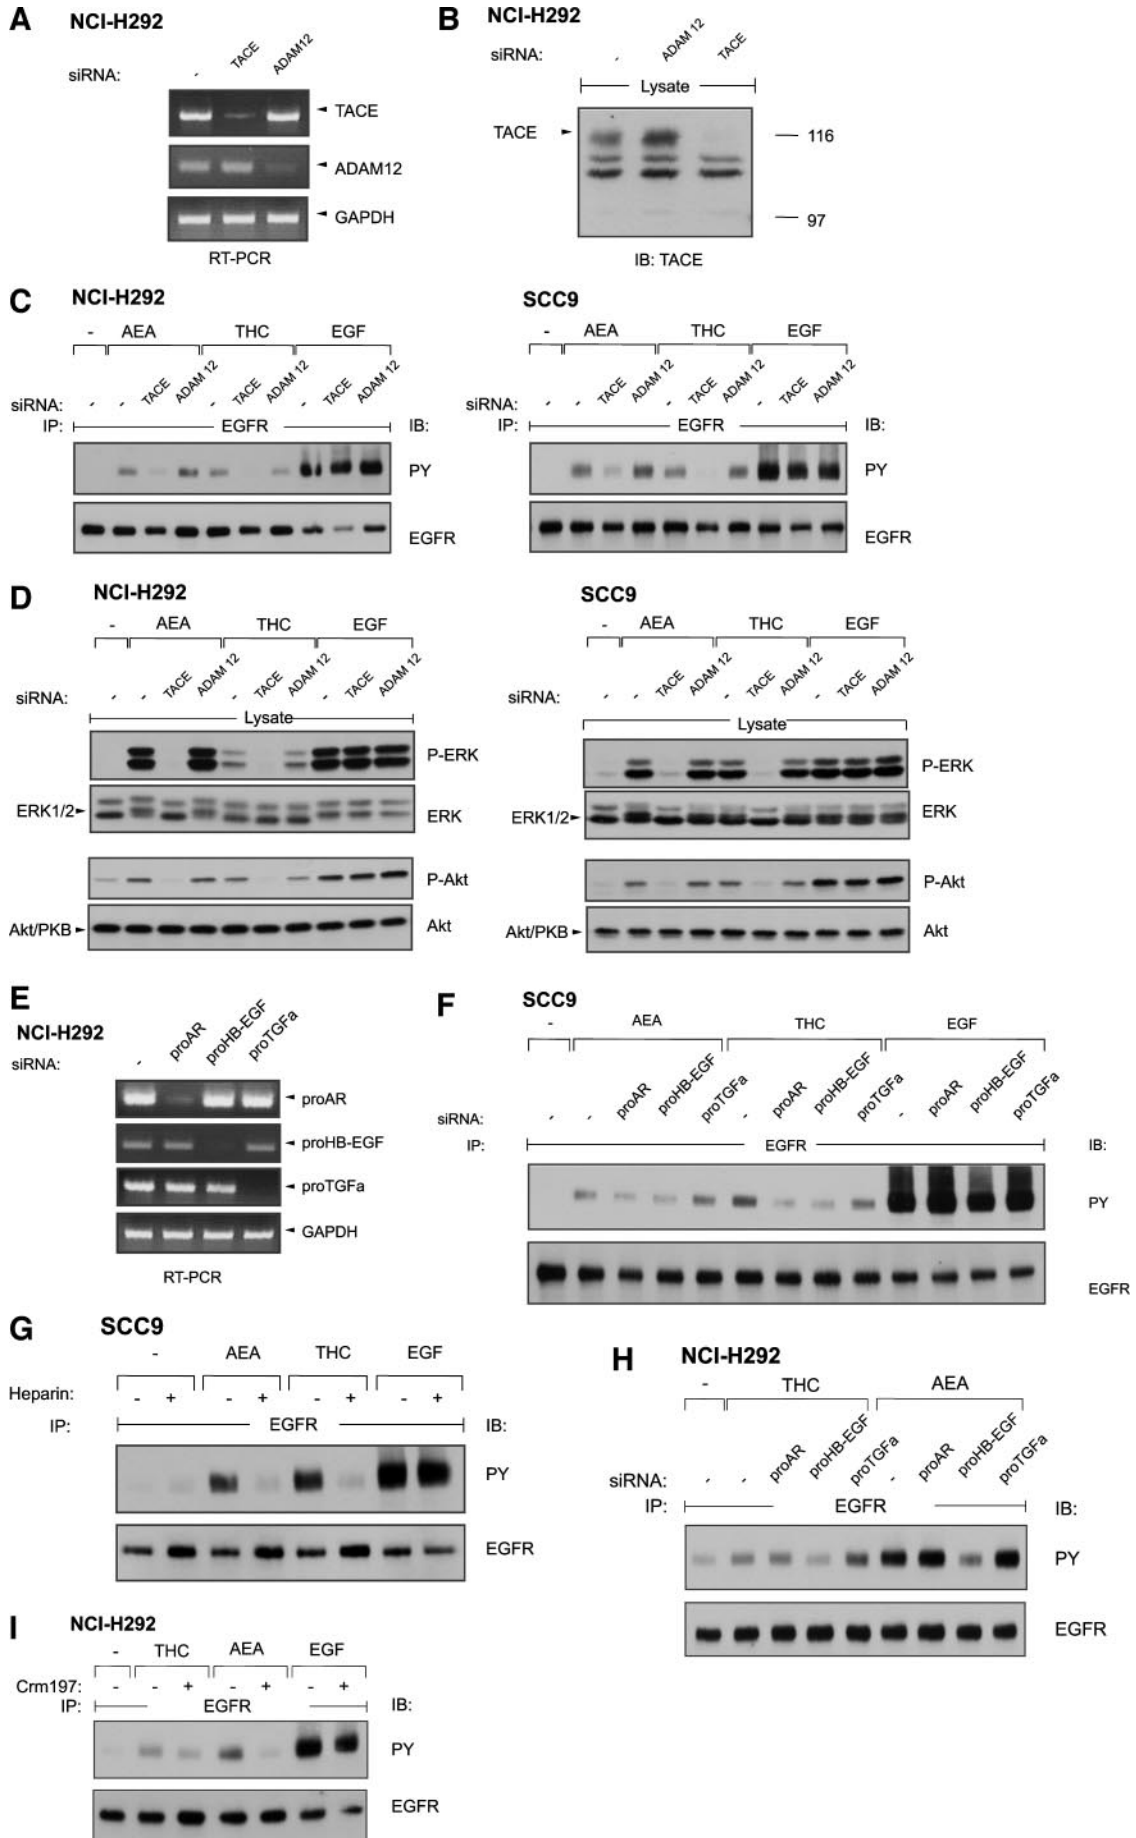 A
NCI-H292
siRNA: - TACE ADAM12
TACE
ADAM12
GAPDH
RT-PCR
B
NCI-H292
siRNA: - ADAM 12 TACE
Lysate
TACE
116
97
IB: TACE
C
NCI-H292
- AEA THC EGF
siRNA: - - TACE ADAM 12 - TACE ADAM 12 - TACE ADAM 12
IP: EGFR IB:
PY
EGFR
SCC9
- AEA THC EGF
siRNA: - - TACE ADAM 12 - TACE ADAM 12 - TACE ADAM 12
IP: EGFR IB:
PY
EGFR
D
NCI-H292
- AEA THC EGF
siRNA: - - TACE ADAM 12 - TACE ADAM 12 - TACE ADAM 12
Lysate
P-ERK
ERK1/2 ERK
P-Akt
Akt/PKB Akt
SCC9
- AEA THC EGF
siRNA: - - TACE ADAM 12 - TACE ADAM 12 - TACE ADAM 12
Lysate
P-ERK
ERK1/2 ERK
P-Akt
Akt/PKB Akt
E
NCI-H292
siRNA: - proAR proHB-EGF proTGFa
proAR
proHB-EGF
proTGFa
GAPDH
RT-PCR
F
SCC9
- AEA THC EGF
siRNA: - - proAR proHB-EGF proTGFa - proAR proHB-EGF proTGFa - proAR proHB-EGF proTGFa
IP: EGFR IB:
PY
EGFR
G
SCC9
- AEA THC EGF
Heparin: - + - + - + - +
IP: EGFR IB:
PY
EGFR
H
NCI-H292
- THC AEA
siRNA: - - proAR proHB-EGF proTGFa - proAR proHB-EGF proTGFa
IP: EGFR IB:
PY
EGFR
I
NCI-H292
- THC AEA EGF
Crm197: - - + - + - +
IP: EGFR IB:
PY
EGFR